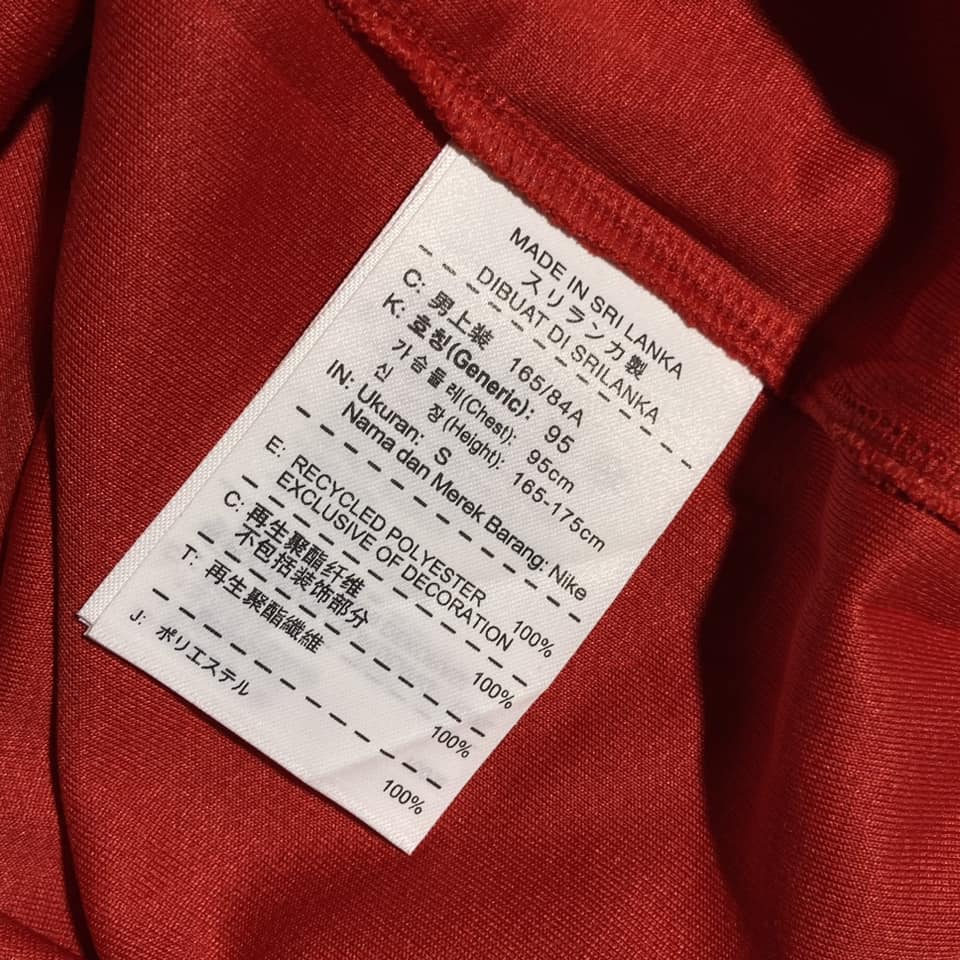 MADE IN SRI LANKA
スリランカ製
DIBUAT DI SRILANKA
C: 男上装 165/84A
K: 호칭(Generic): 95
가슴둘레(Chest): 95cm
신 장(Height): 165-175cm
IN: Ukuran: S
Nama dan Merek Barang: Nike
E: RECYCLED POLYESTER 100%
EXCLUSIVE OF DECORATION
C: 再生聚酯纤维 100%
不包括装饰部分
T: 再生聚酯纖維 100%
J: ポリエステル 100%